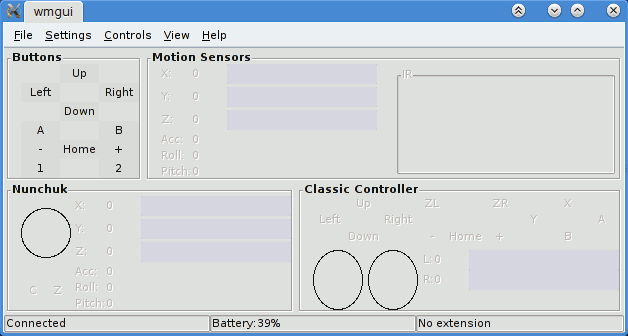 wmgui
File Settings Controls View Help
Buttons
Up
Left Right
Down
A B
- Home +
1 2
Motion Sensors
X: 0
Y: 0
Z: 0
Acc: 0
Roll: 0
Pitch:0
IR
Nunchuk
X: 0
Y: 0
Z: 0
Acc: 0
Roll: 0
Pitch:0
C Z
Classic Controller
Up ZL ZR X
Left Right Y A
Down - Home + B
L:0
R:0
Connected Battery:39% No extension